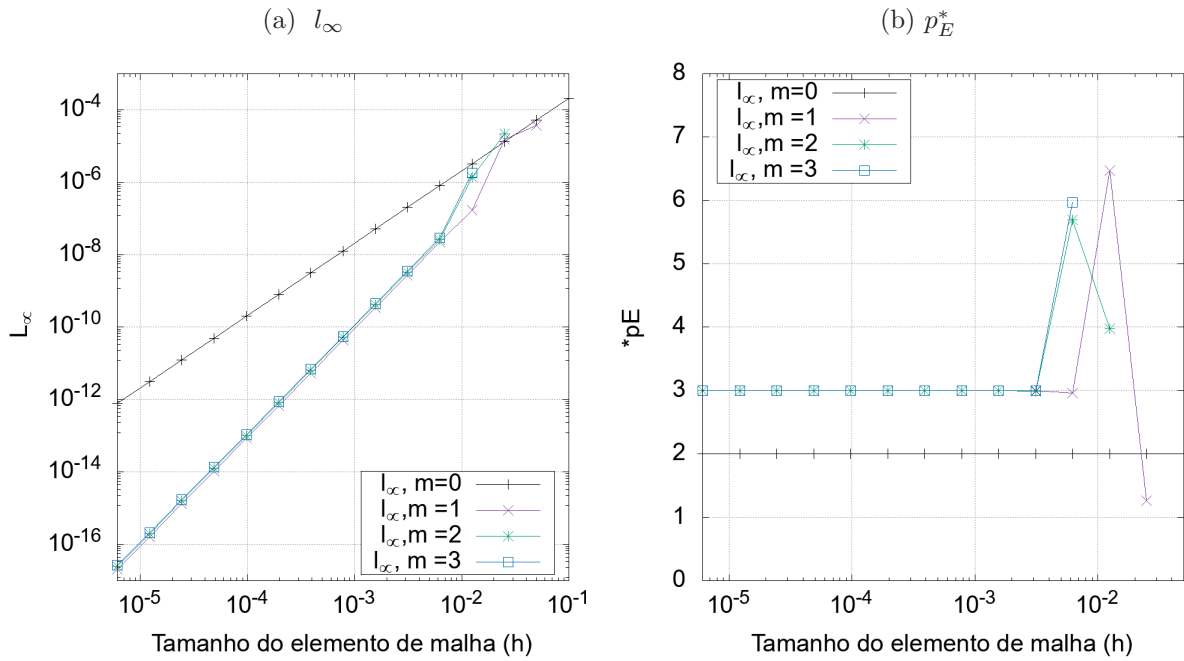 (a) l∞
(b) p*E
L∝
10-4
10-6
10-8
10-10
10-12
10-14
10-16
l∝, m=0
l∝,m =1
l∝,m =2
l∝, m =3
10-5
10-4
10-3
10-2
10-1
Tamanho do elemento de malha (h)
*pE
8
7
6
5
4
3
2
1
0
l∝, m=0
l∝,m =1
l∝,m =2
l∝, m =3
10-5
10-4
10-3
10-2
Tamanho do elemento de malha (h)